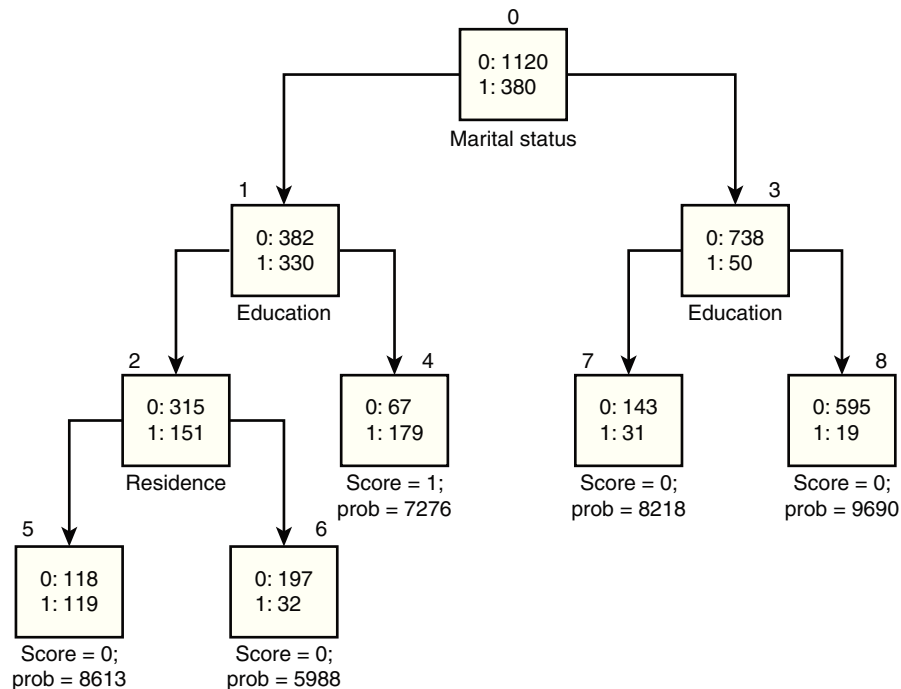 0
0: 1120
1: 380
Marital status
1
0: 382
1: 330
Education
3
0: 738
1: 50
Education
2
0: 315
1: 151
Residence
4
0: 67
1: 179
Score = 1;
prob = 7276
7
0: 143
1: 31
Score = 0;
prob = 8218
8
0: 595
1: 19
Score = 0;
prob = 9690
5
0: 118
1: 119
Score = 0;
prob = 8613
6
0: 197
1: 32
Score = 0;
prob = 5988